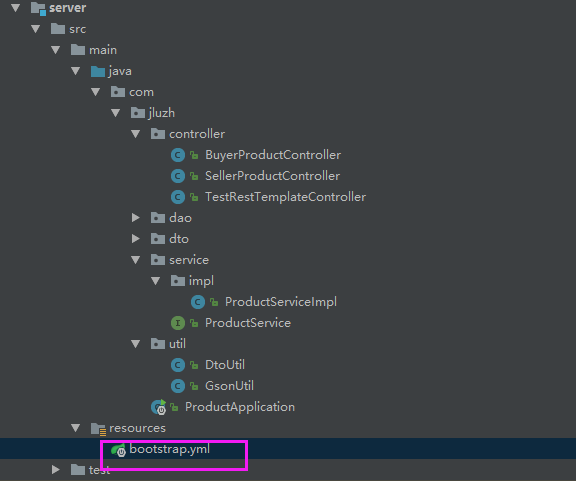 server
src
main
java
com
jluzh
controller
BuyerProductController
SellerProductController
TestRestTemplateController
dao
dto
service
impl
ProductServiceImpl
ProductService
util
DtoUtil
GsonUtil
ProductApplication
resources
bootstrap.yml
test